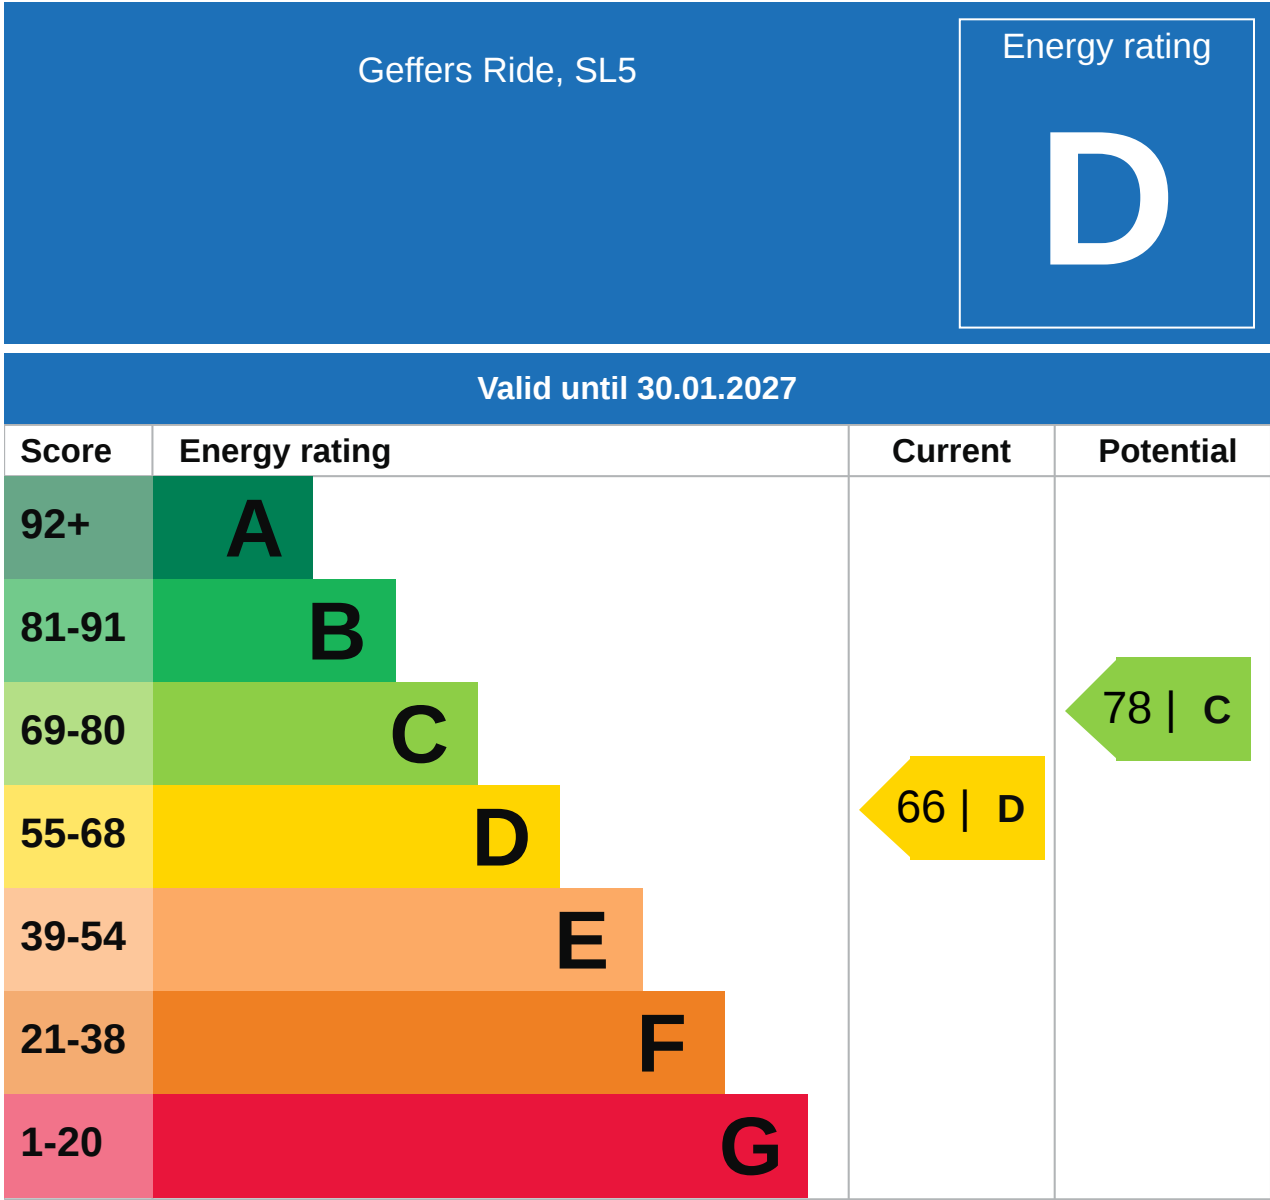 Geffers Ride, SL5
Energy rating
D
Valid until 30.01.2027
Score Energy rating Current Potential
92+ A
81-91 B
69-80 C
78 | C
55-68 D
66 | D
39-54 E
21-38 F
1-20 G